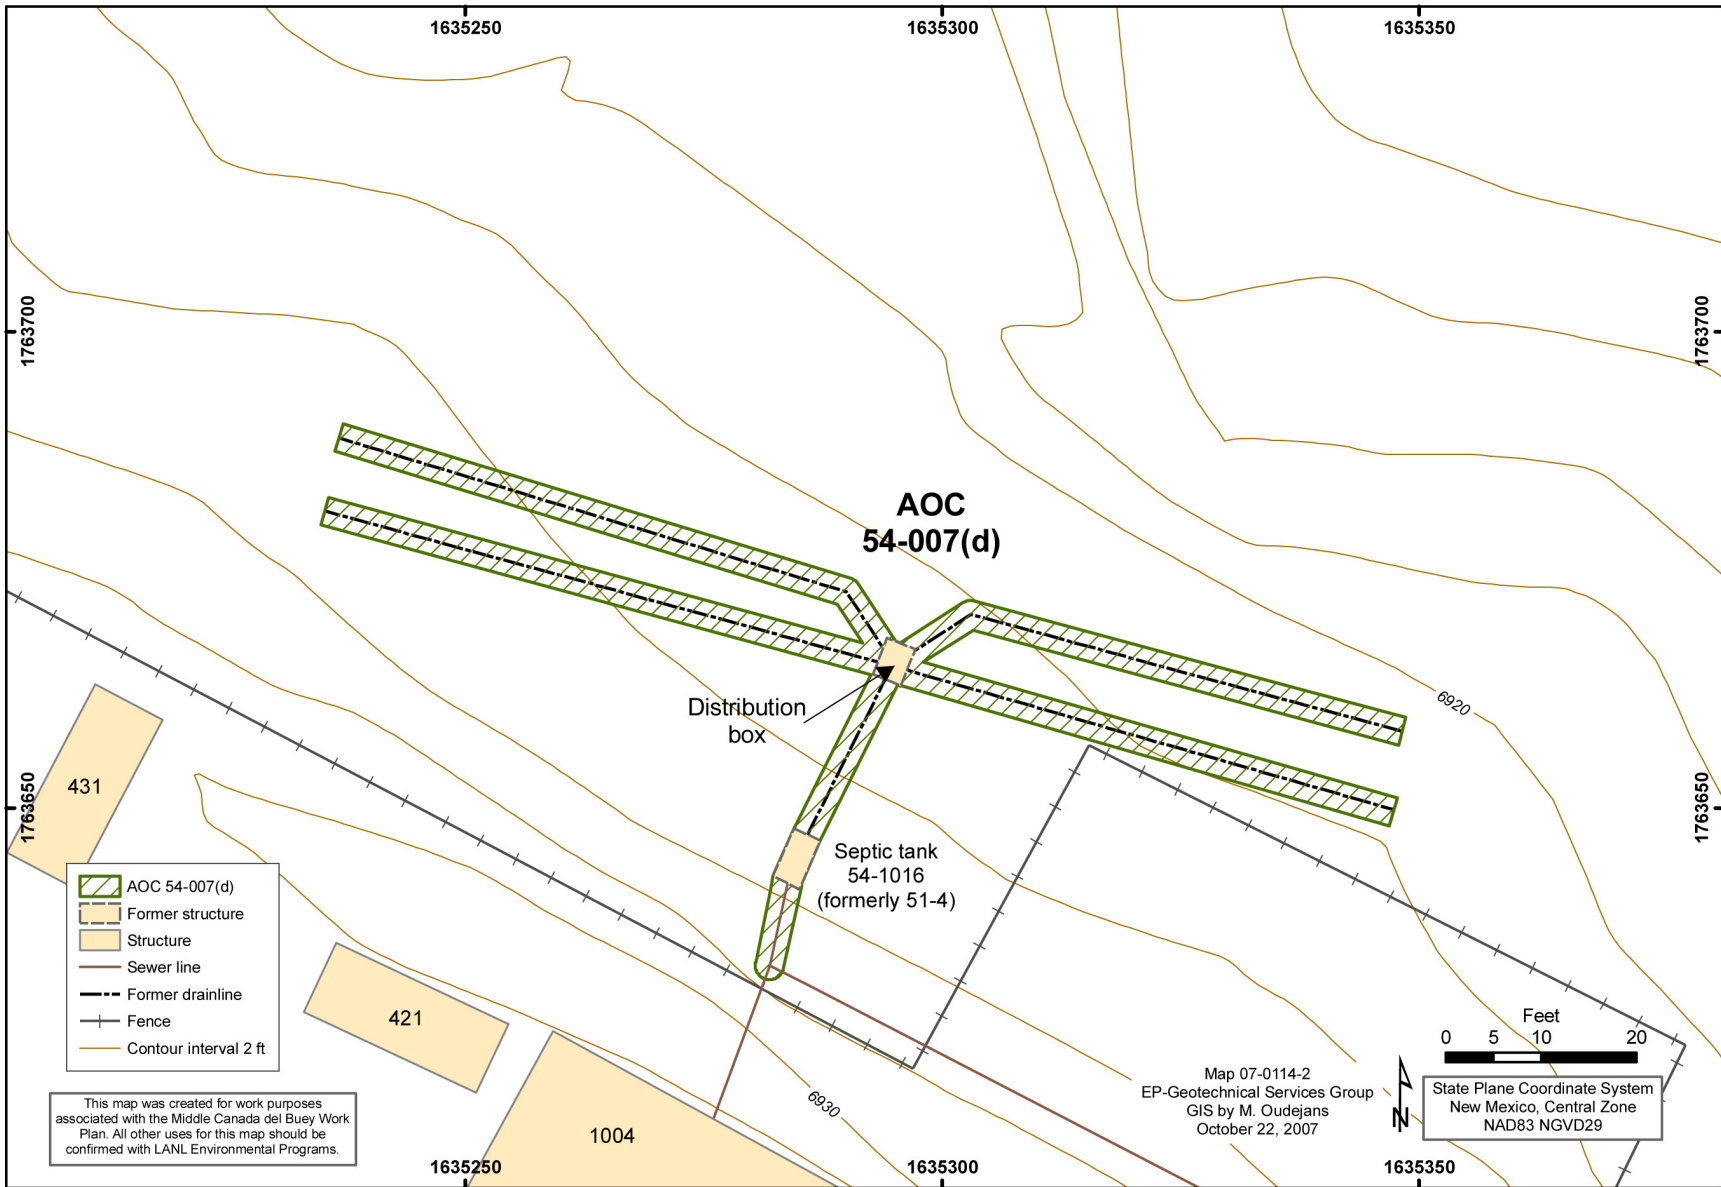 1635250
1635300
1635350
1763700
1763700
AOC
54-007(d)
Distribution
box
6920
431
1763650
1763650
Septic tank
54-1016
(formerly 51-4)
AOC 54-007(d)
Former structure
Structure
Sewer line
Former drainline
Fence
Contour interval 2 ft
421
Feet
0 5 10 20
Map 07-0114-2
EP-Geotechnical Services Group
GIS by M. Oudejans
October 22, 2007
N
State Plane Coordinate System
New Mexico, Central Zone
NAD83 NGVD29
6930
This map was created for work purposes
associated with the Middle Canada del Buey Work
Plan. All other uses for this map should be
confirmed with LANL Environmental Programs.
1004
1635250
1635300
1635350